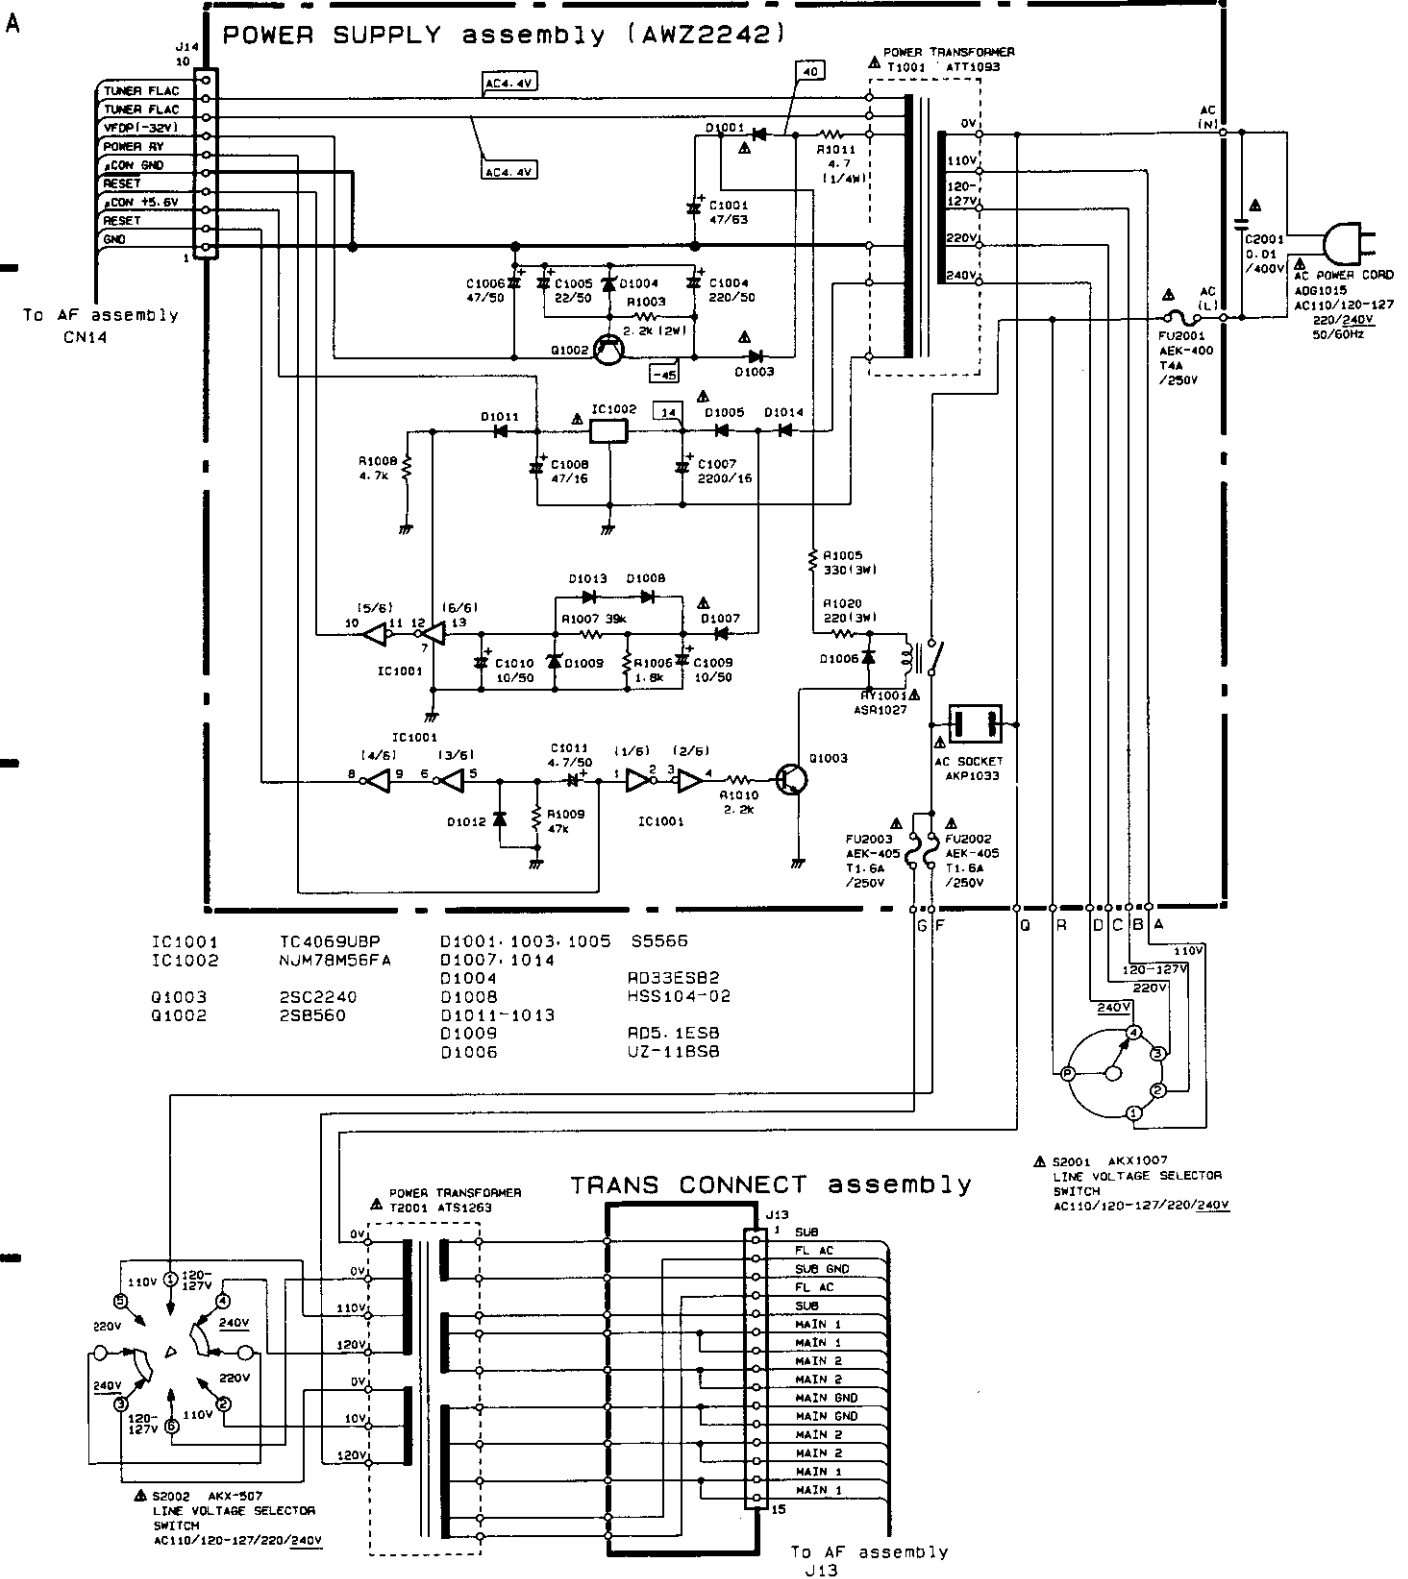 A
POWER SUPPLY assembly (AWZ2242)
J14
10
TUNER FLAC
TUNER FLAC
VFDP(-32V)
POWER RY
μCON GND
RESET
μCON +5.6V
RESET
GND
1
To AF assembly
CN14
AC4.4V
AC4.4V
40
POWER TRANSFORMER
T1001 ATT1093
D1001
R1011
4.7
(1/4W)
C1001
47/63
0V
110V
120-
127V
220V
240V
AC
(N)
C2001
0.01
/400V
AC
(L)
AC POWER CORD
ADG1015
AC110/120-127
220/240V
50/60Hz
FU2001
AEK-400
T4A
/250V
C1006
47/50
C1005
22/50
D1004
R1003
2.2k (2W)
C1004
220/50
Q1002
-45
D1003
D1011
IC1002
14
D1005
D1014
R1008
4.7k
C1008
47/16
C1007
2200/16
R1005
330(3W)
R1020
220(3W)
D1006
RY1001
ASR1027
D1013
D1008
R1007 39k
D1007
(5/6)
(6/6)
10
11
12
13
7
IC1001
C1010
10/50
D1009
R1006
1.8k
C1009
10/50
IC1001
(4/6)
(3/6)
8
9
6
5
C1011
4.7/50
(1/6)
(2/6)
1
2
3
4
D1012
R1009
47k
IC1001
R1010
2.2k
Q1003
AC SOCKET
AKP1033
FU2003
AEK-405
T1.6A
/250V
FU2002
AEK-405
T1.6A
/250V
G
F
Q
R
D
C
B
A
IC1001 TC4069UBP D1001,1003,1005 S5566
IC1002 NJM78M56FA D1007,1014
D1004 RD33ESB2
Q1003 2SC2240 D1008 HSS104-02
Q1002 2SB560 D1011-1013
D1009 RD5.1ESB
D1006 UZ-11BSB
110V
120-127V
220V
240V
4
3
2
1
P
S2001 AKX1007
LINE VOLTAGE SELECTOR
SWITCH
AC110/120-127/220/240V
TRANS CONNECT assembly
POWER TRANSFORMER
T2001 ATS1263
0V
0V
110V
120V
0V
10V
120V
J13
1
SUB
FL AC
SUB GND
FL AC
SUB
MAIN 1
MAIN 1
MAIN 2
MAIN 2
MAIN GND
MAIN GND
MAIN 2
MAIN 2
MAIN 1
MAIN 1
15
To AF assembly
J13
110V
1
120-
127V
5
4
220V
240V
240V
220V
3
120-
127V
6
110V
2
S2002 AKX-507
LINE VOLTAGE SELECTOR
SWITCH
AC110/120-127/220/240V